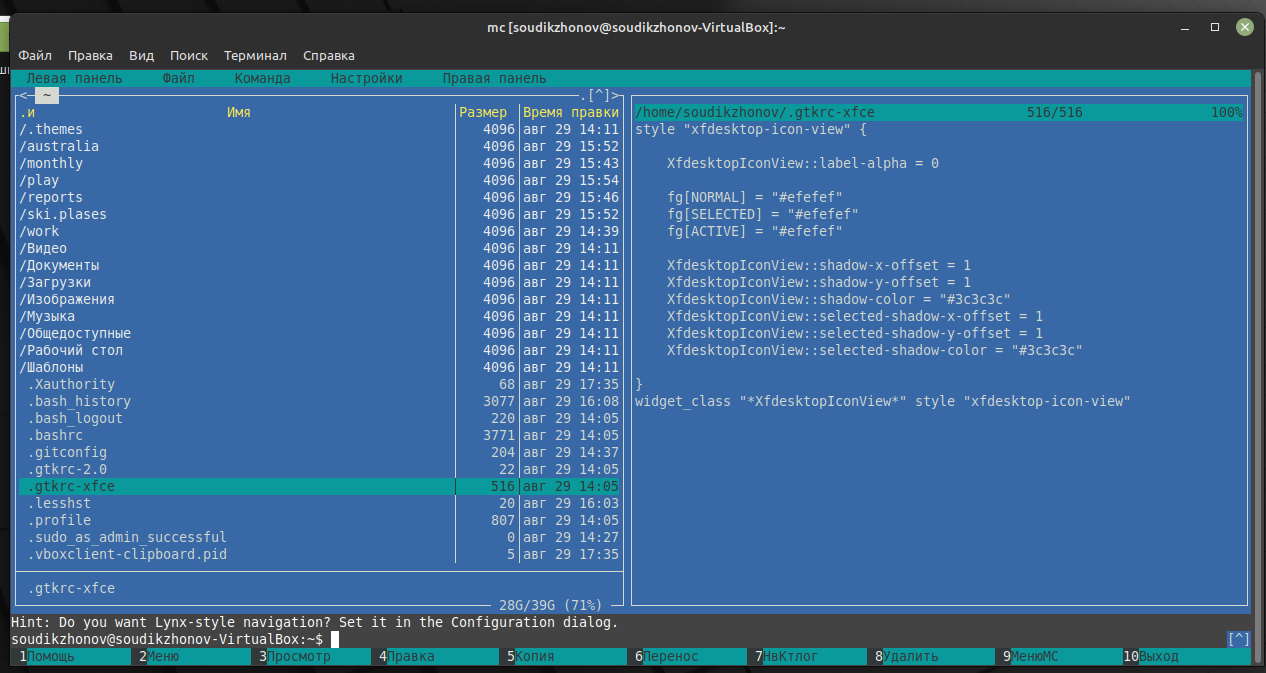 mc [soudikzhonov@soudikzhonov-VirtualBox]:~
Файл Правка Вид Поиск Терминал Справка
Левая панель Файл Команда Настройки Правая панель
<— ~ .[^]>
.и Имя Размер Время правки
/.themes 4096 авг 29 14:11
/australia 4096 авг 29 15:52
/monthly 4096 авг 29 15:43
/play 4096 авг 29 15:54
/reports 4096 авг 29 15:46
/ski.plases 4096 авг 29 15:52
/work 4096 авг 29 14:39
/Видео 4096 авг 29 14:11
/Документы 4096 авг 29 14:11
/Загрузки 4096 авг 29 14:11
/Изображения 4096 авг 29 14:11
/Музыка 4096 авг 29 14:11
/Общедоступные 4096 авг 29 14:11
/Рабочий стол 4096 авг 29 14:11
/Шаблоны 4096 авг 29 14:11
.Xauthority 68 авг 29 17:35
.bash_history 3077 авг 29 16:08
.bash_logout 220 авг 29 14:05
.bashrc 3771 авг 29 14:05
.gitconfig 204 авг 29 14:37
.gtkrc-2.0 22 авг 29 14:05
.gtkrc-xfce 516 авг 29 14:05
.lesshst 20 авг 29 16:03
.profile 807 авг 29 14:05
.sudo_as_admin_successful 0 авг 29 14:27
.vboxclient-clipboard.pid 5 авг 29 17:35
.gtkrc-xfce
28G/39G (71%)
/home/soudikzhonov/.gtkrc-xfce 516/516 100%
style "xfdesktop-icon-view" {
XfdesktopIconView::label-alpha = 0
fg[NORMAL] = "#efefef"
fg[SELECTED] = "#efefef"
fg[ACTIVE] = "#efefef"
XfdesktopIconView::shadow-x-offset = 1
XfdesktopIconView::shadow-y-offset = 1
XfdesktopIconView::shadow-color = "#3c3c3c"
XfdesktopIconView::selected-shadow-x-offset = 1
XfdesktopIconView::selected-shadow-y-offset = 1
XfdesktopIconView::selected-shadow-color = "#3c3c3c"
}
widget_class "*XfdesktopIconView*" style "xfdesktop-icon-view"
Hint: Do you want Lynx-style navigation? Set it in the Configuration dialog.
soudikzhonov@soudikzhonov-VirtualBox:~$ [^]
1Помощь 2Меню 3Просмотр 4Правка 5Копия 6Перенос 7НвКтлог 8Удалить 9МенюMC 10Выход